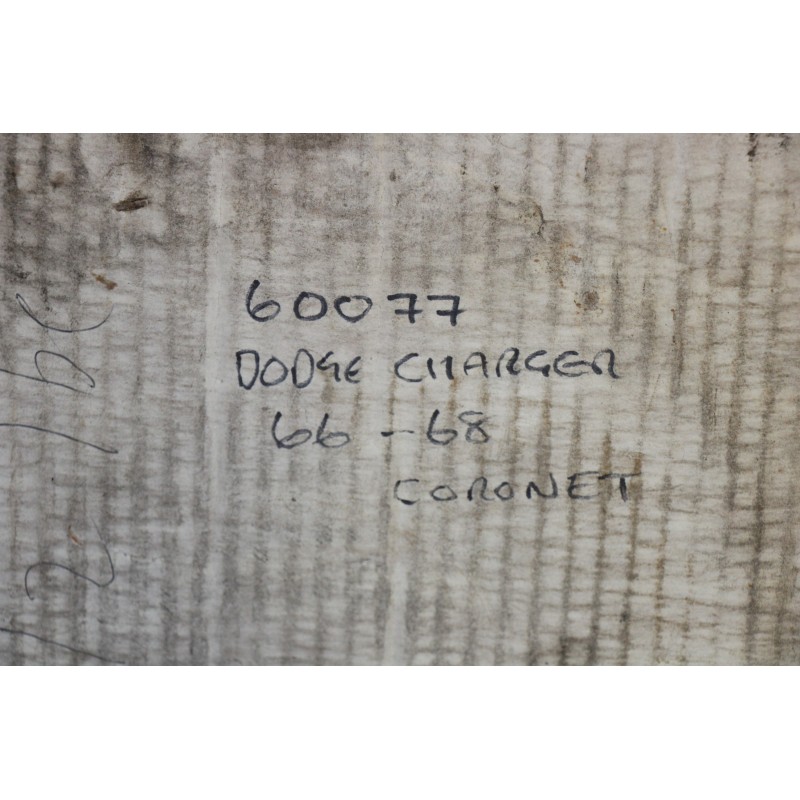 60077
DODGE CHARGER
66-68
CORONET